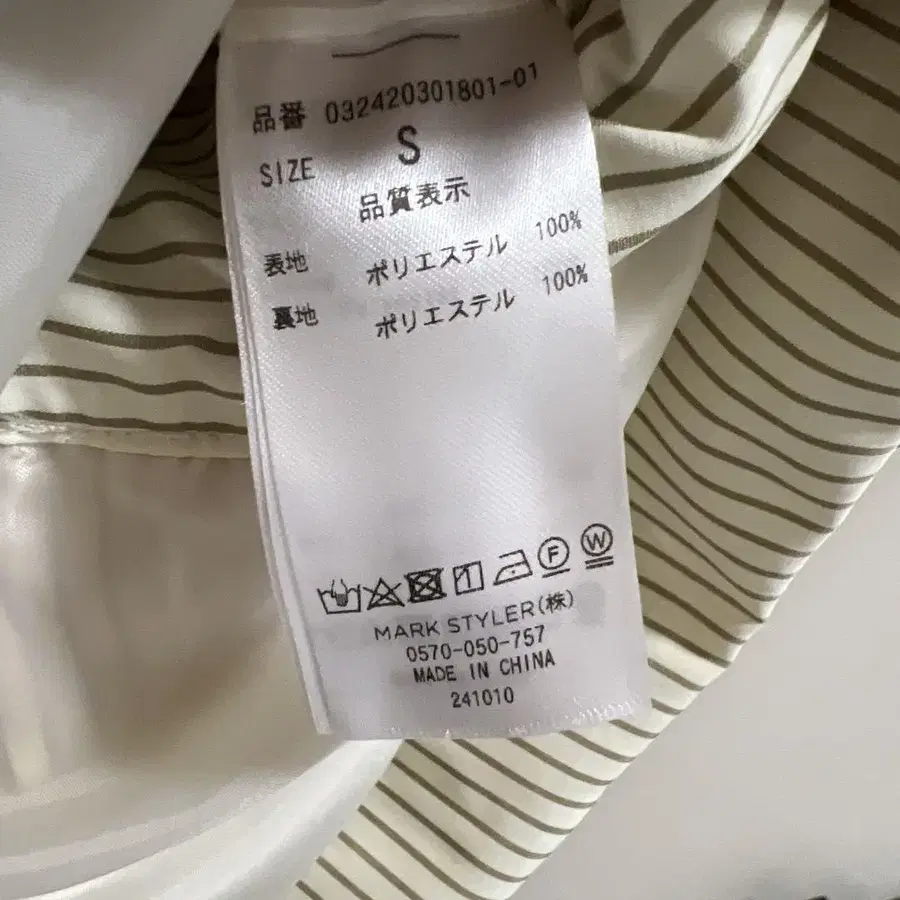 品番 032420301801-01
SIZE S
品質表示
表地 ポリエステル 100%
裏地 ポリエステル 100%
F W
MARK STYLER(株)
0570-050-757
MADE IN CHINA
241010